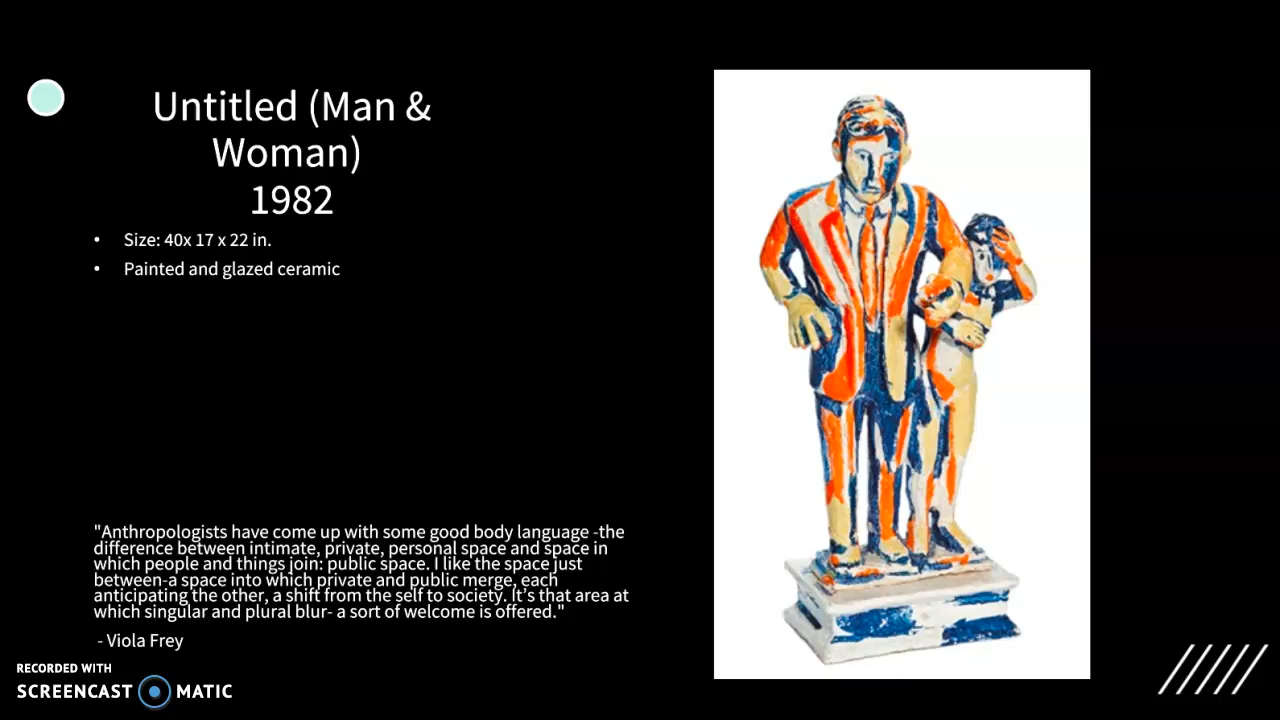 Untitled (Man &
Woman)
1982
• Size: 40x 17 x 22 in.
• Painted and glazed ceramic
"Anthropologists have come up with some good body language -the
difference between intimate, private, personal space and space in
which people and things join: public space. I like the space just
between-a space into which private and public merge, each
anticipating the other, a shift from the self to society. It's that area at
which singular and plural blur- a sort of welcome is offered."
- Viola Frey
RECORDED WITH
SCREENCAST MATIC